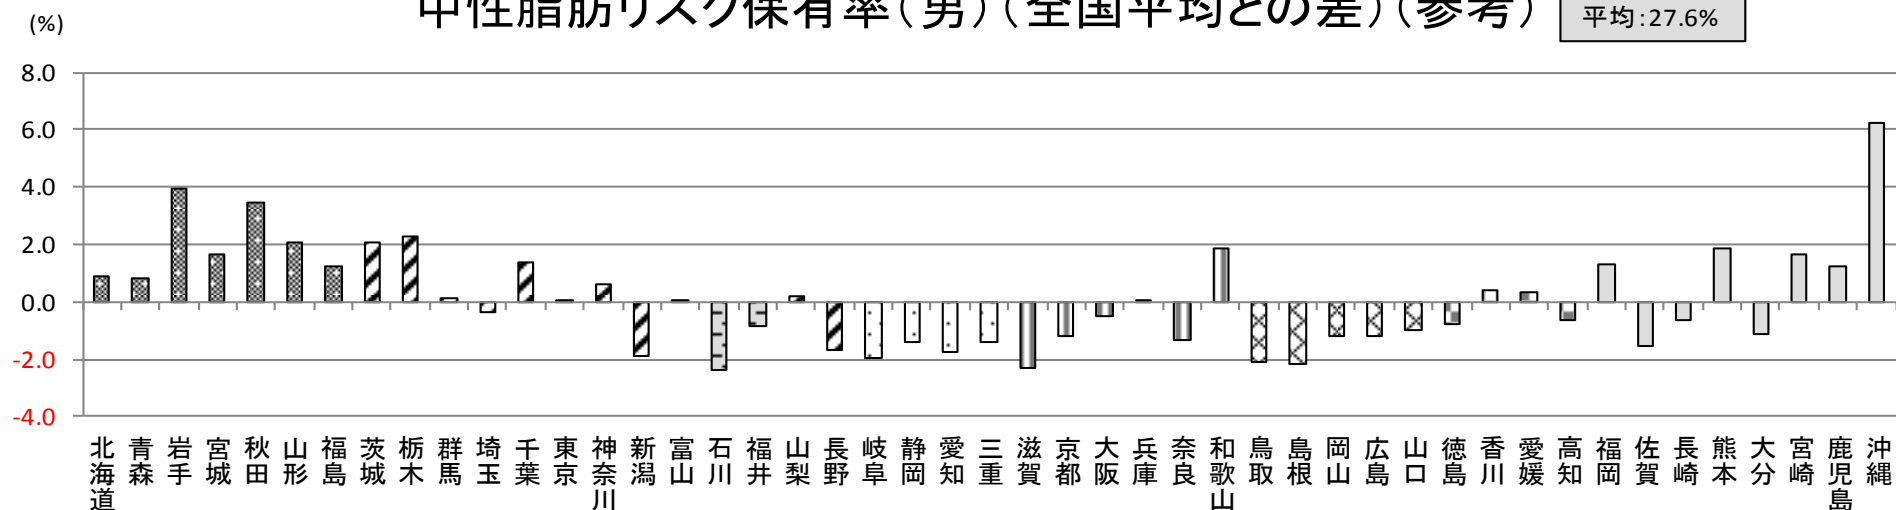 中性脂肪リスク保有率（男）（全国平均との差）（参考）
平均：27.6%
(%)
8.0
6.0
4.0
2.0
0.0
-2.0
-4.0
北海道
青森
岩手
宮城
秋田
山形
福島
茨城
栃木
群馬
埼玉
千葉
東京
神奈川
新潟
富山
石川
福井
山梨
長野
岐阜
静岡
愛知
三重
滋賀
京都
大阪
兵庫
奈良
和歌山
鳥取
島根
岡山
広島
山口
徳島
香川
愛媛
高知
福岡
佐賀
長崎
熊本
大分
宮崎
鹿児島
沖縄